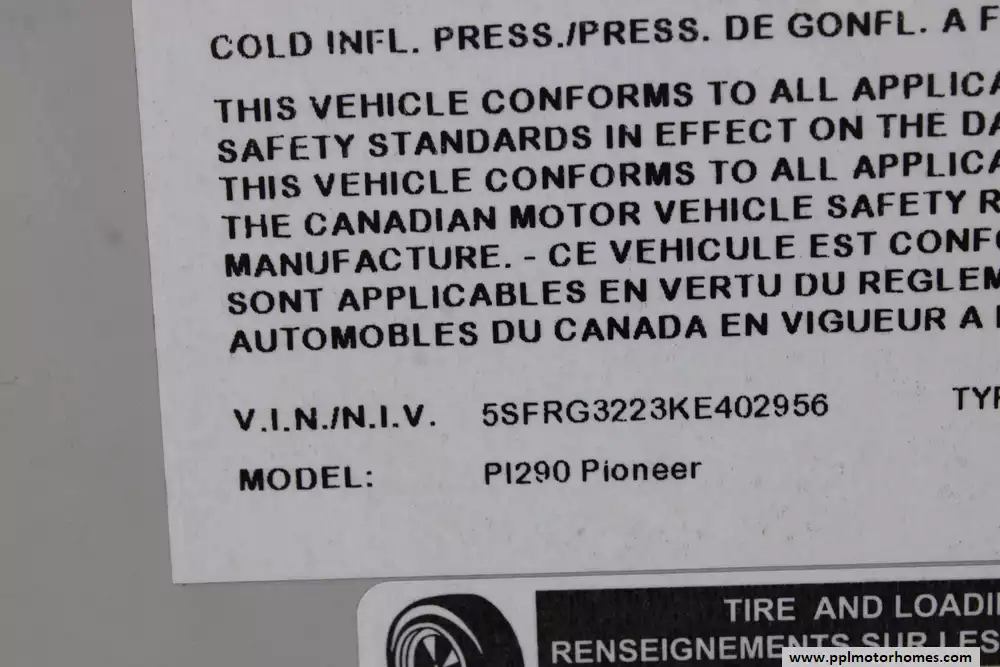 COLD INFL. PRESS./PRESS. DE GONFL. A F
THIS VEHICLE CONFORMS TO ALL APPLICA
SAFETY STANDARDS IN EFFECT ON THE DA
THIS VEHICLE CONFORMS TO ALL APPLICA
THE CANADIAN MOTOR VEHICLE SAFETY R
MANUFACTURE. - CE VEHICULE EST CONFO
SONT APPLICABLES EN VERTU DU REGLEM
AUTOMOBLES DU CANADA EN VIGUEUR A
V.I.N./N.I.V. 5SFRG3223KE402956 TYP
MODEL: PI290 Pioneer
TIRE AND LOADI
RENSEIGNEMENTS SUR LES
www.pplmotorhomes.com